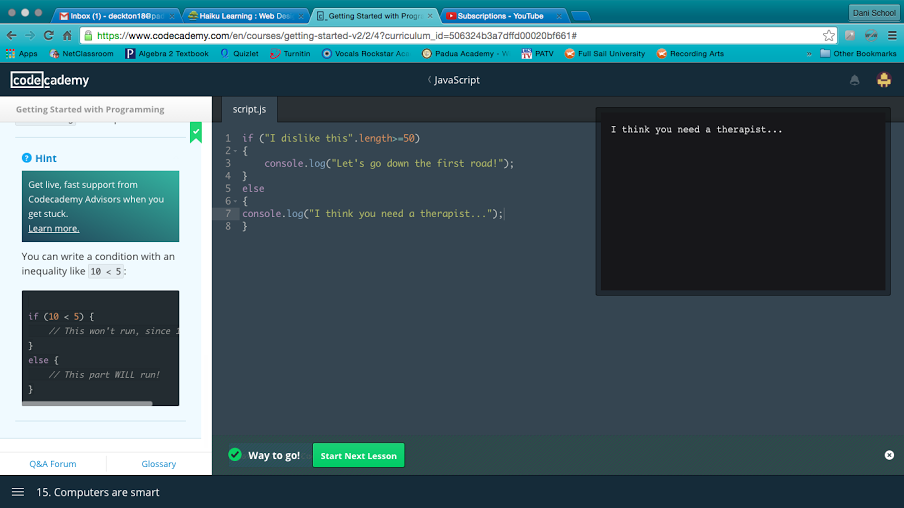 Inbox (1) - deckton18@pad
Haiku Learning : Web Des
Getting Started with Progr
Subscriptions - YouTube
Dani School
https://www.codecademy.com/en/courses/getting-started-v2/2/4?curriculum_id=506324b3a7dffd00020bf661#
Apps
NetClassroom
Algebra 2 Textbook
Quizlet
Turnitin
Vocals Rockstar Aca
Padua Academy
PATV
Full Sail University
Recording Arts
»
Other Bookmarks
codecademy
JavaScript
Getting Started with Programming
script.js
Hint
Get live, fast support from
Codecademy Advisors when you
get stuck.
Learn more.
You can write a condition with an
inequality like 10 < 5 :
if (10 < 5) {
// This won't run, since 1
}
else {
// This part WILL run!
}
1 if ("I dislike this".length>=50)
2 {
3 console.log("Let's go down the first road!");
4 }
5 else
6 {
7 console.log("I think you need a therapist...");
8 }
I think you need a therapist...
Way to go!
Start Next Lesson
Q&A Forum
Glossary
15. Computers are smart